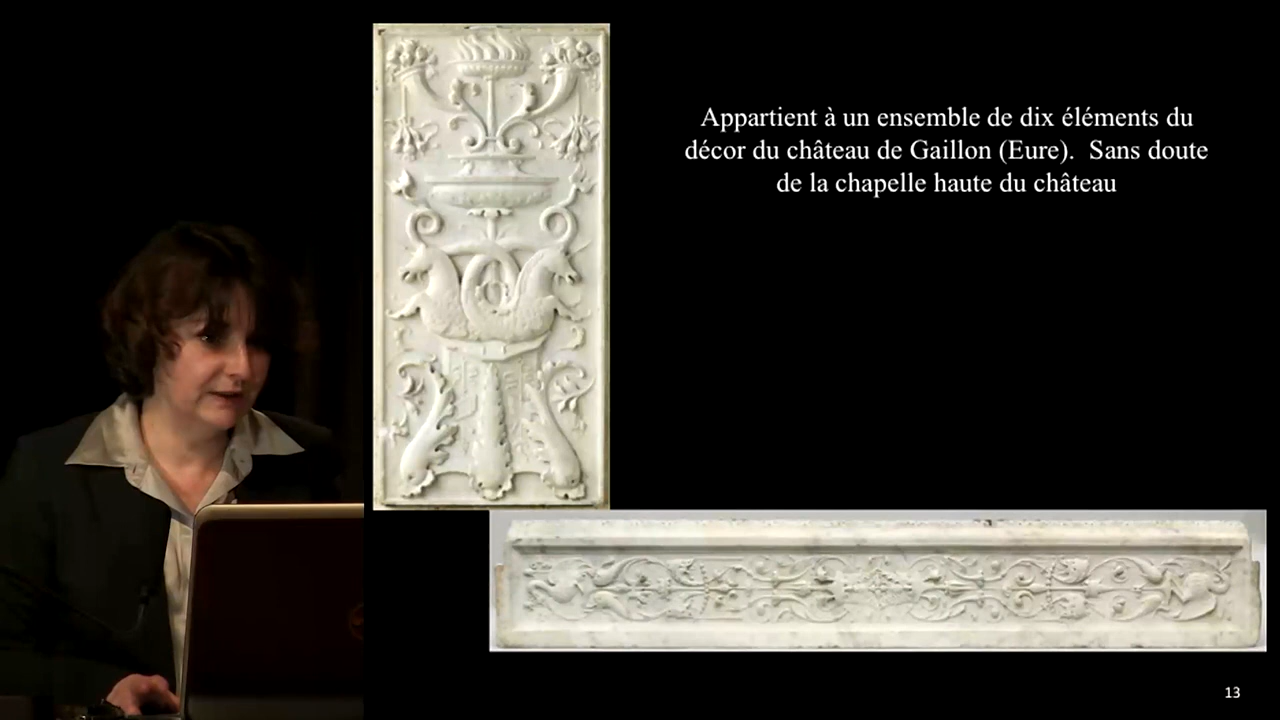 Appartient à un ensemble de dix éléments du
décor du château de Gaillon (Eure).  Sans doute
de la chapelle haute du château
13